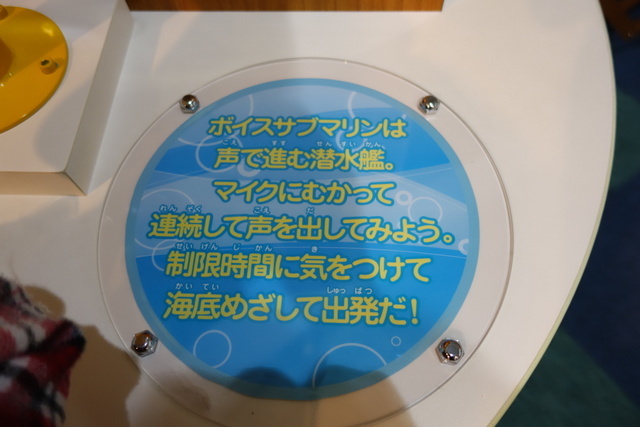 ボイスサブマリンは
声で進む潜水艦。
マイクにむかって
連続して声を出してみよう。
制限時間に気をつけて
海底めざして出発だ!